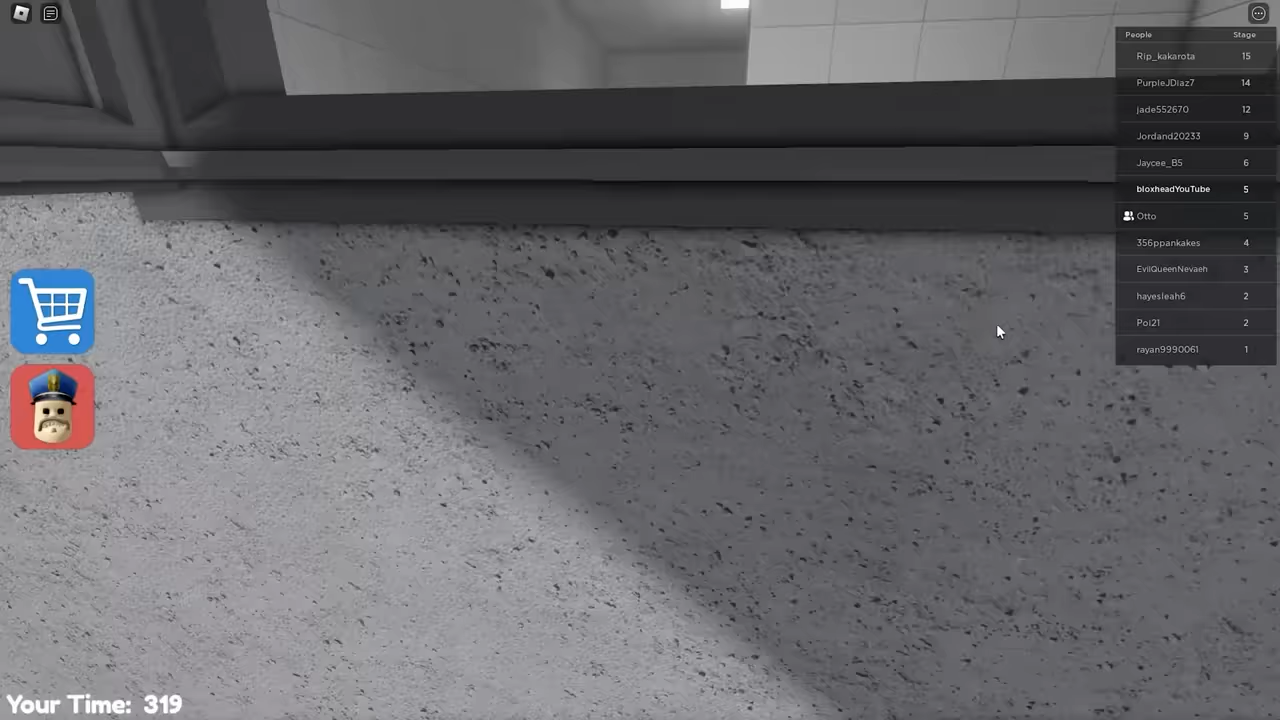 People Stage
Rip_kakarota 15
PurpleJDiaz7 14
jade552670 12
Jordand20233 9
Jaycee_B5 6
bloxheadYouTube 5
Otto 5
356ppankakes 4
EvilQueenNevaeh 3
hayesleah6 2
Poi21 2
rayan9990061 1
Your Time: 319